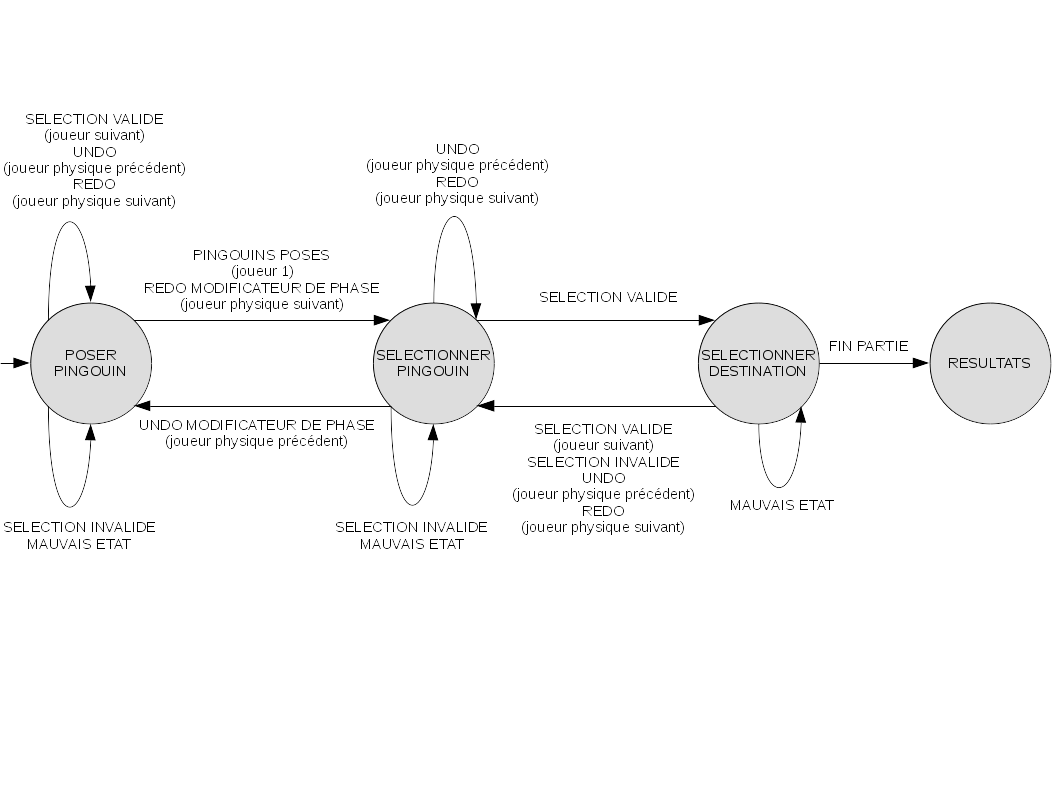 SELECTION VALIDE
(joueur suivant)
UNDO
(joueur physique précédent)
REDO
(joueur physique suivant)
UNDO
(joueur physique précédent)
REDO
(joueur physique suivant)
PINGOUINS POSES
(joueur 1)
REDO MODIFICATEUR DE PHASE
(joueur physique suivant)
SELECTION VALIDE
POSER
PINGOUIN
SELECTIONNER
PINGOUIN
SELECTIONNER
DESTINATION
FIN PARTIE
RESULTATS
UNDO MODIFICATEUR DE PHASE
(joueur physique précédent)
SELECTION VALIDE
(joueur suivant)
SELECTION INVALIDE
UNDO
(joueur physique précédent)
REDO
(joueur physique suivant)
MAUVAIS ETAT
SELECTION INVALIDE
MAUVAIS ETAT
SELECTION INVALIDE
MAUVAIS ETAT